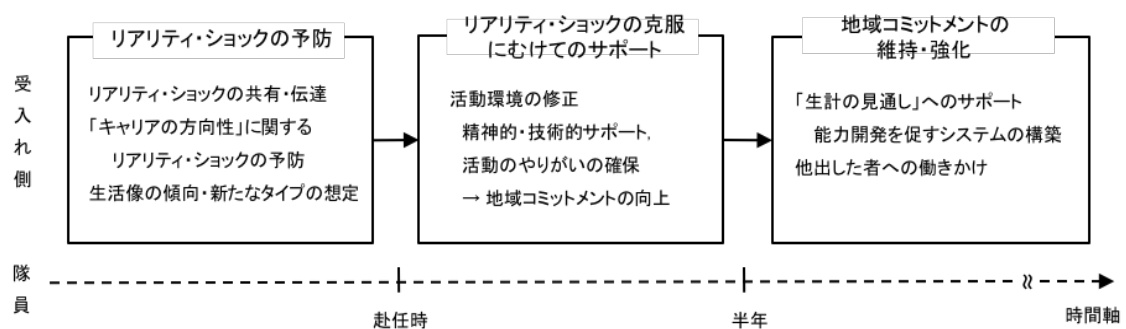 リアリティ・ショックの予防
リアリティ・ショックの共有・伝達
「キャリアの方向性」に関する
リアリティ・ショックの予防
生活像の傾向・新たなタイプの想定
リアリティ・ショックの克服
にむけてのサポート
活動環境の修正
精神的・技術的サポート,
活動のやりがいの確保
→ 地域コミットメントの向上
地域コミットメントの
維持・強化
「生計の見通し」へのサポート
能力開発を促すシステムの構築
他出した者への働きかけ
受入れ側
隊員
赴任時
半年
時間軸